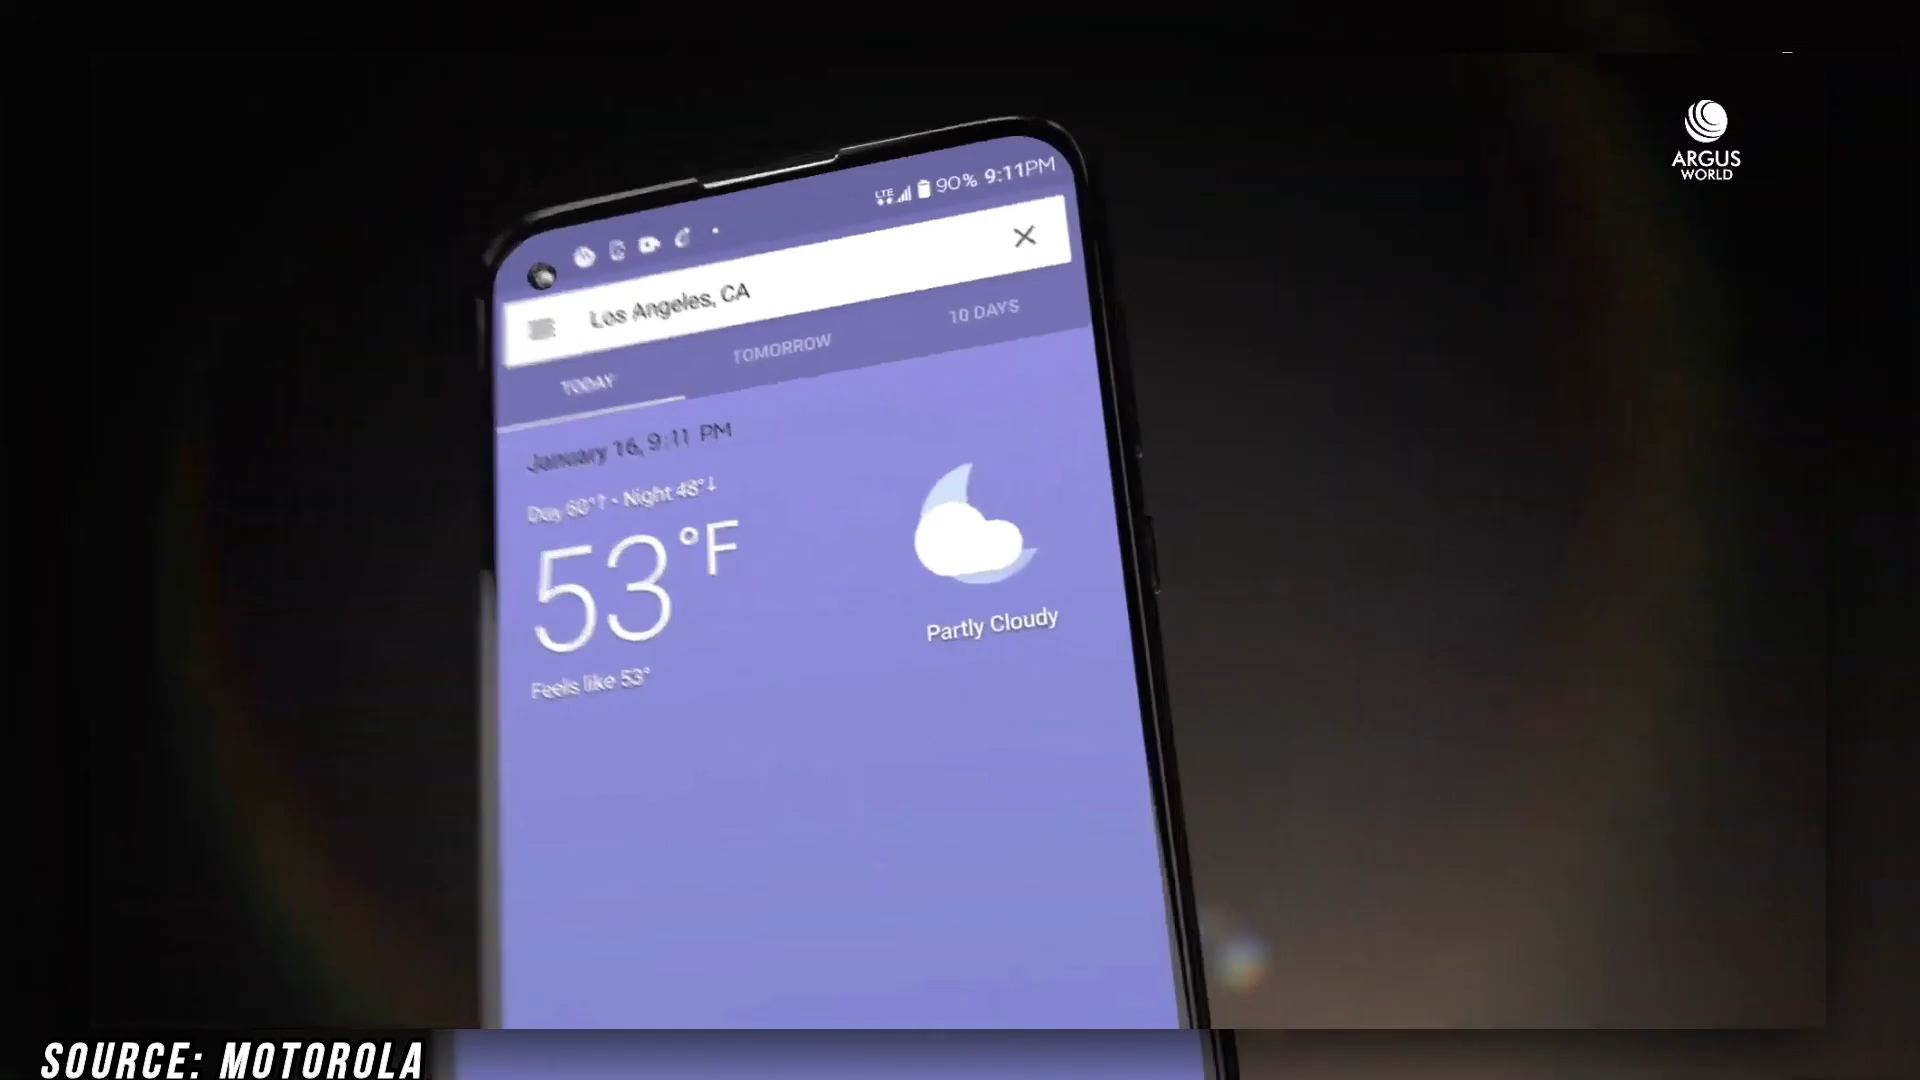 ARGUS
WORLD
LTE 90% 9:11PM
Los Angeles, CA
TODAY TOMORROW 10 DAYS
January 16, 9:11 PM
Day 60°↑ · Night 48°↓
53°F
Partly Cloudy
Feels like 53°
SOURCE: MOTOROLA